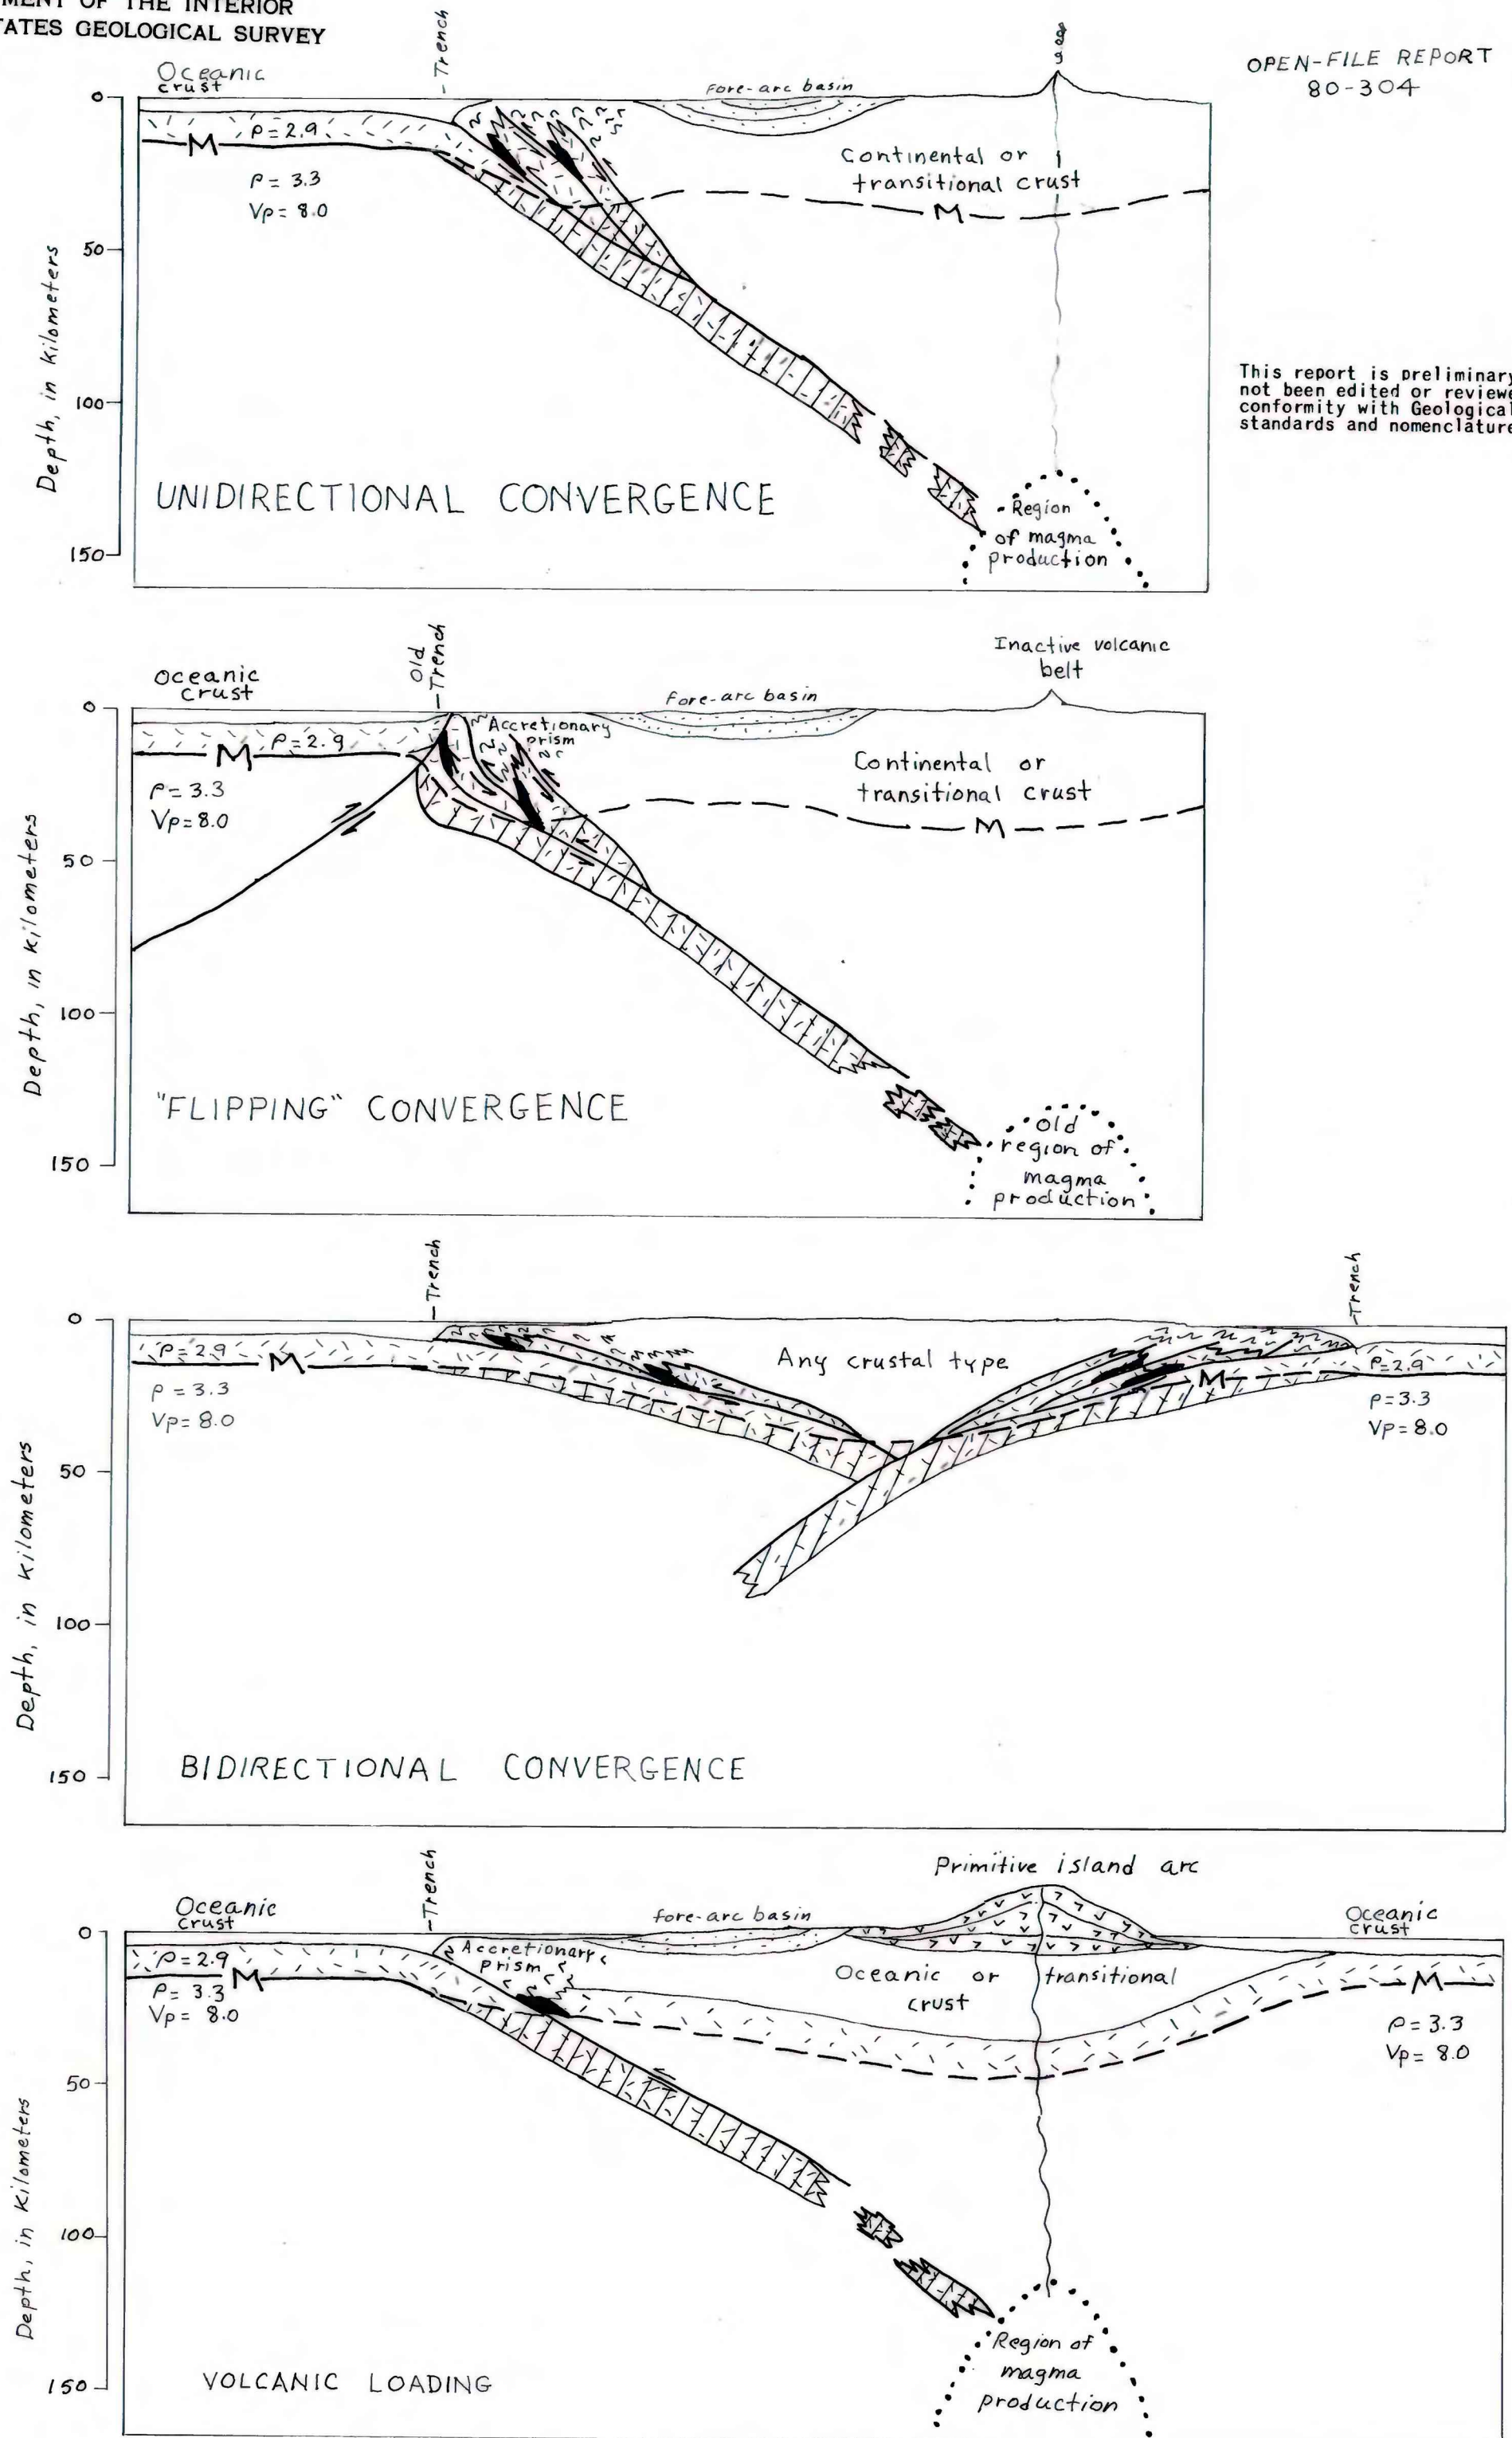 MENT OF THE INTERIOR
TATES GEOLOGICAL SURVEY
OPEN-FILE REPORT
80-304
This report is preliminary
not been edited or reviewe
conformity with Geological
standards and nomenclature
Oceanic
crust
Trench
Fore-arc basin
0
50
100
150
Depth, in kilometers
ρ=2.9
M
ρ= 3.3
Vp= 8.0
Continental or
transitional crust
M
UNIDIRECTIONAL CONVERGENCE
Region
of magma
production
Oceanic
crust
Old
Trench
Fore-arc basin
Inactive volcanic
belt
0
50
100
150
Depth, in kilometers
ρ=2.9
M
ρ= 3.3
Vp=8.0
Accretionary
prism
Continental or
transitional crust
M
"FLIPPING" CONVERGENCE
Old
region of
magma
production
Trench
Trench
0
50
100
150
Depth, in kilometers
ρ=2.9
M
ρ = 3.3
Vp= 8.0
Any crustal type
M
ρ=2.9
ρ=3.3
Vp=8.0
BIDIRECTIONAL CONVERGENCE
Primitive island arc
Oceanic
crust
Trench
fore-arc basin
Oceanic
crust
0
50
100
150
Depth, in kilometers
ρ=2.9
M
ρ= 3.3
Vp= 8.0
Accretionary
prism
Oceanic or transitional
crust
M
ρ=3.3
Vp= 8.0
VOLCANIC LOADING
Region of
magma
production